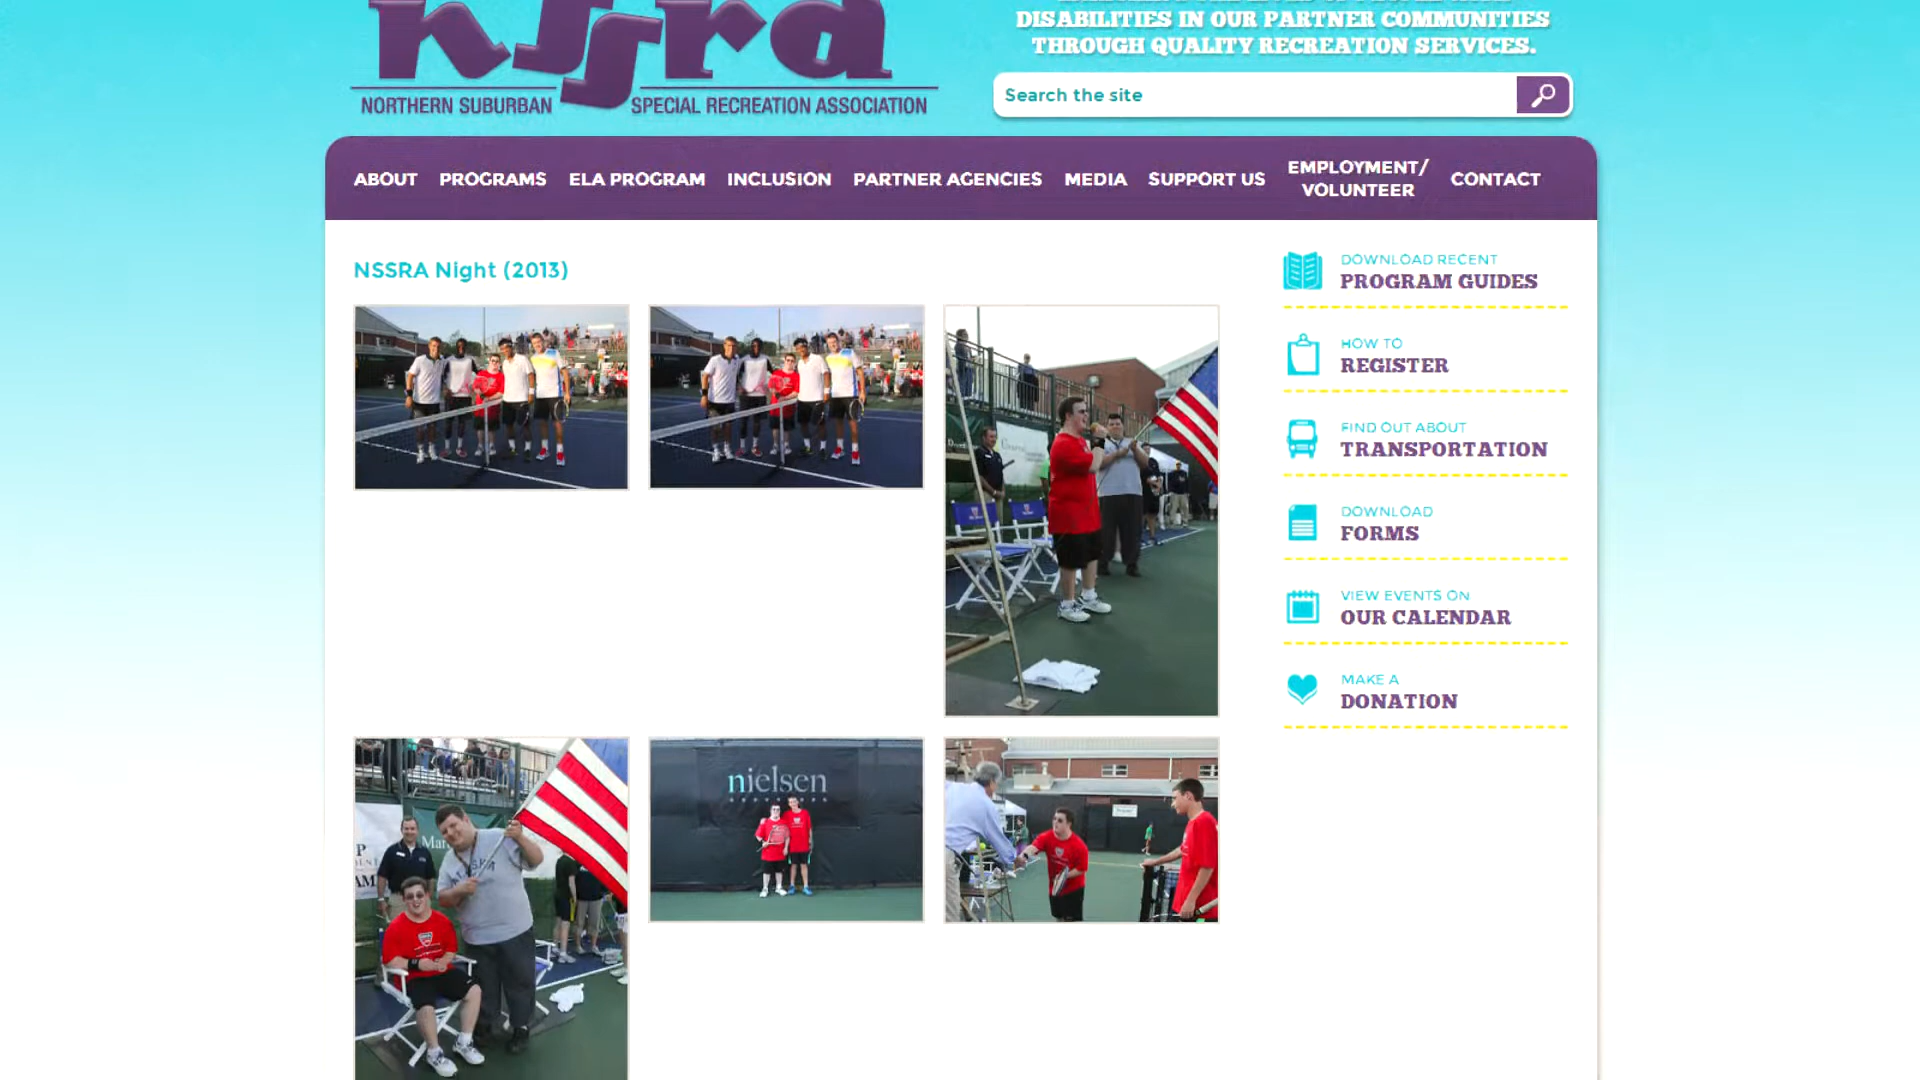 nssra
DISABILITIES IN OUR PARTNER COMMUNITIES
THROUGH QUALITY RECREATION SERVICES.
NORTHERN SUBURBAN SPECIAL RECREATION ASSOCIATION
Search the site
ABOUT PROGRAMS ELA PROGRAM INCLUSION PARTNER AGENCIES MEDIA SUPPORT US EMPLOYMENT/
VOLUNTEER CONTACT
NSSRA Night (2013)
DOWNLOAD RECENT
PROGRAM GUIDES
HOW TO
REGISTER
FIND OUT ABOUT
TRANSPORTATION
DOWNLOAD
FORMS
VIEW EVENTS ON
OUR CALENDAR
MAKE A
DONATION
nielsen